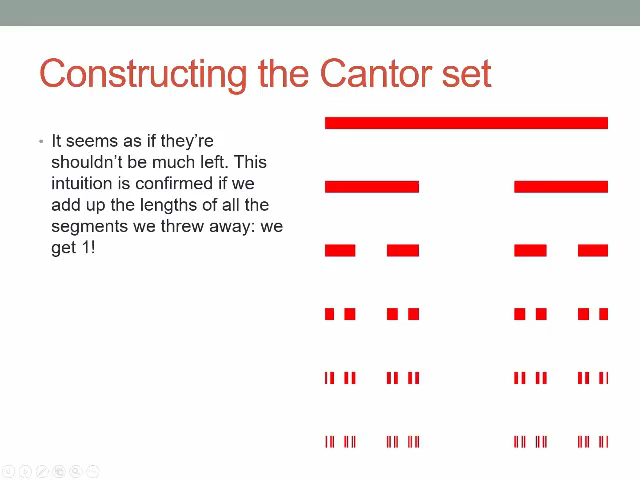 Constructing the Cantor set
• It seems as if they're
shouldn't be much left. This
intuition is confirmed if we
add up the lengths of all the
segments we threw away: we
get 1!